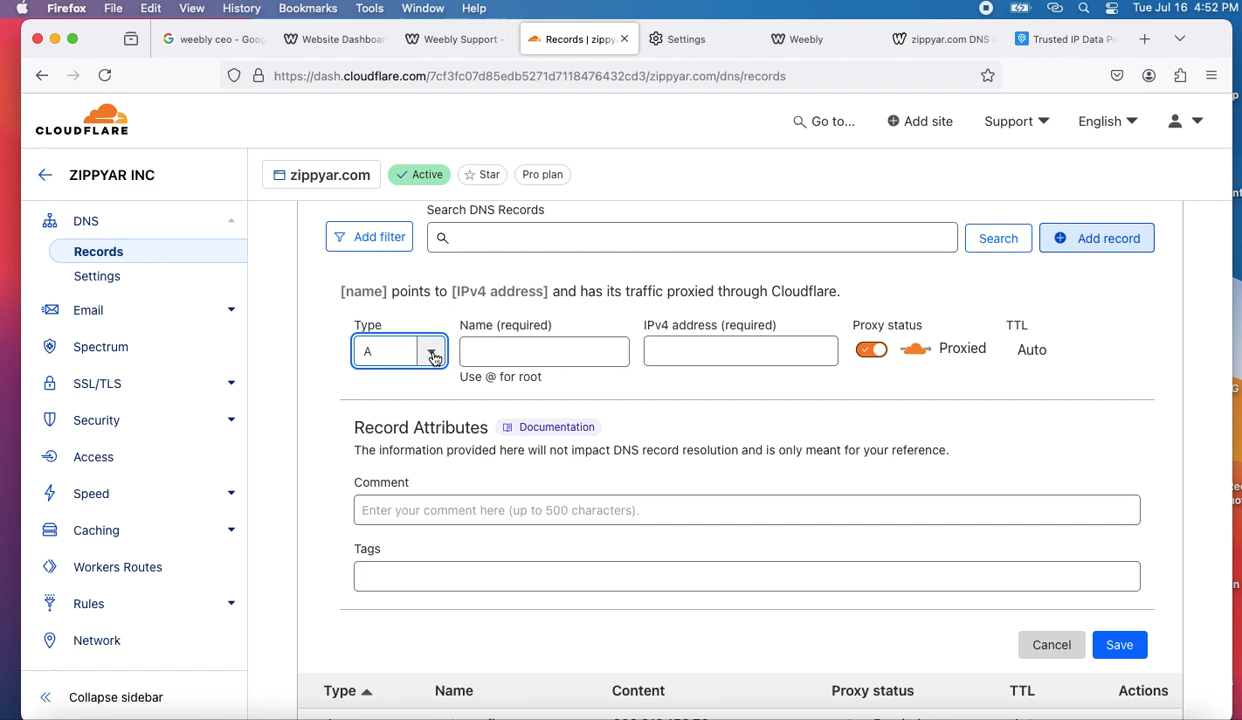 Firefox File Edit View History Bookmarks Tools Window Help Tue Jul 16 4:52 PM
weebly ceo - Goo Website Dashboar Weebly Support - Records | zippy Settings Weebly zippyar.com DNS Trusted IP Data Pr
https://dash.cloudflare.com/7cf3fc07d85edb5271d7118476432cd3/zippyar.com/dns/records
CLOUDFLARE
Go to... Add site Support English
ZIPPYAR INC
zippyar.com Active Star Pro plan
DNS
Records
Settings
Email
Spectrum
SSL/TLS
Security
Access
Speed
Caching
Workers Routes
Rules
Network
Collapse sidebar
Search DNS Records
Add filter Search Add record
[name] points to [IPv4 address] and has its traffic proxied through Cloudflare.
Type Name (required) IPv4 address (required) Proxy status TTL
A Proxied Auto
Use @ for root
Record Attributes Documentation
The information provided here will not impact DNS record resolution and is only meant for your reference.
Comment
Enter your comment here (up to 500 characters).
Tags
Cancel Save
Type Name Content Proxy status TTL Actions